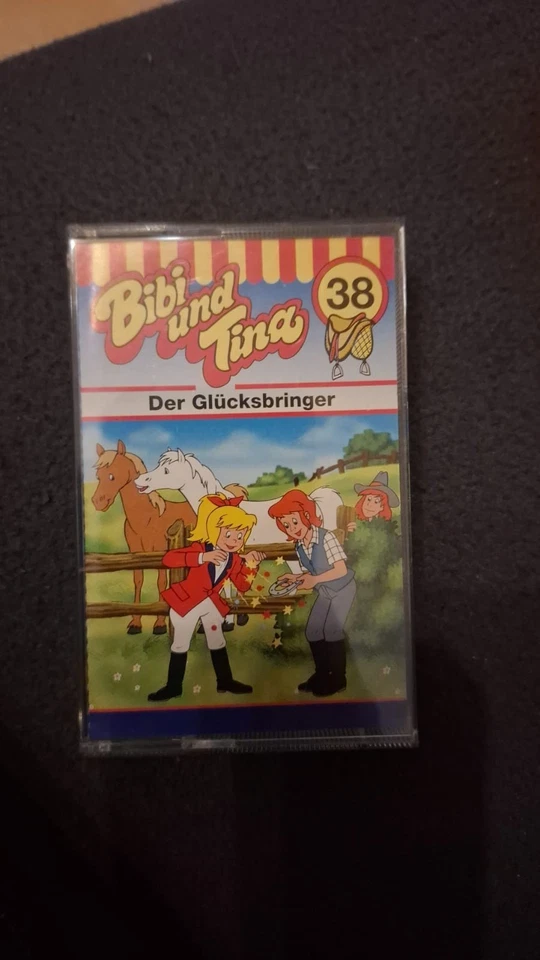 Bibi
und
Tina
38
Der Glücksbringer